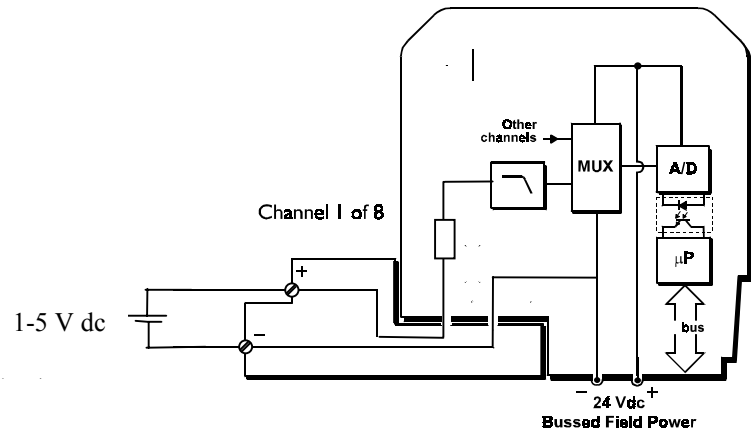 Other
channels
MUX
A/D
Channel 1 of 8
µP
+
1-5 V dc
bus
−
− 24 Vdc +
Bussed Field Power